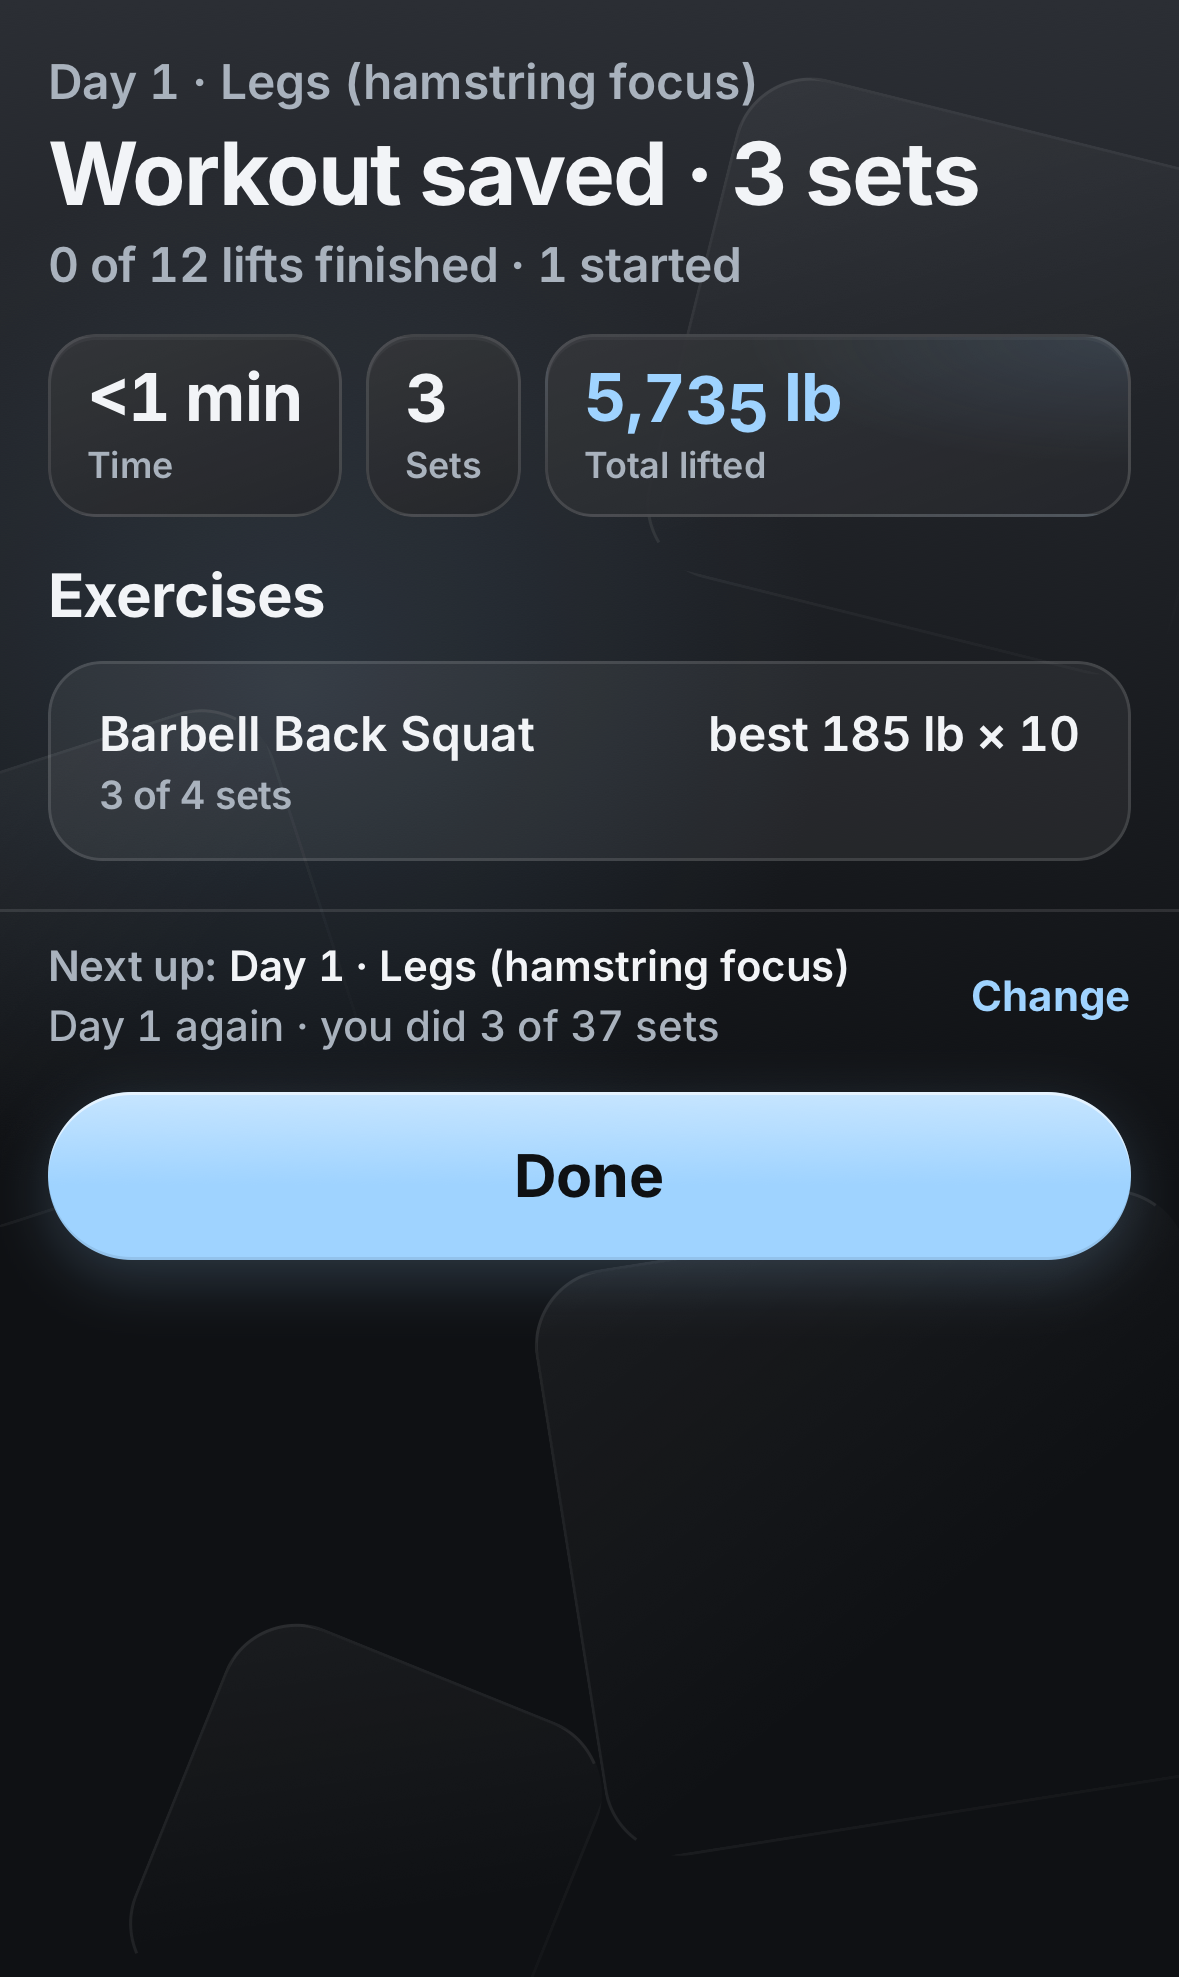 Day 1 · Legs (hamstring focus)
Workout saved · 3 sets
0 of 12 lifts finished · 1 started
<1 min
Time
3
Sets
5,735 lb
Total lifted
Exercises
Barbell Back Squat
best 185 lb × 10
3 of 4 sets
Next up: Day 1 · Legs (hamstring focus)
Day 1 again · you did 3 of 37 sets
Change
Done